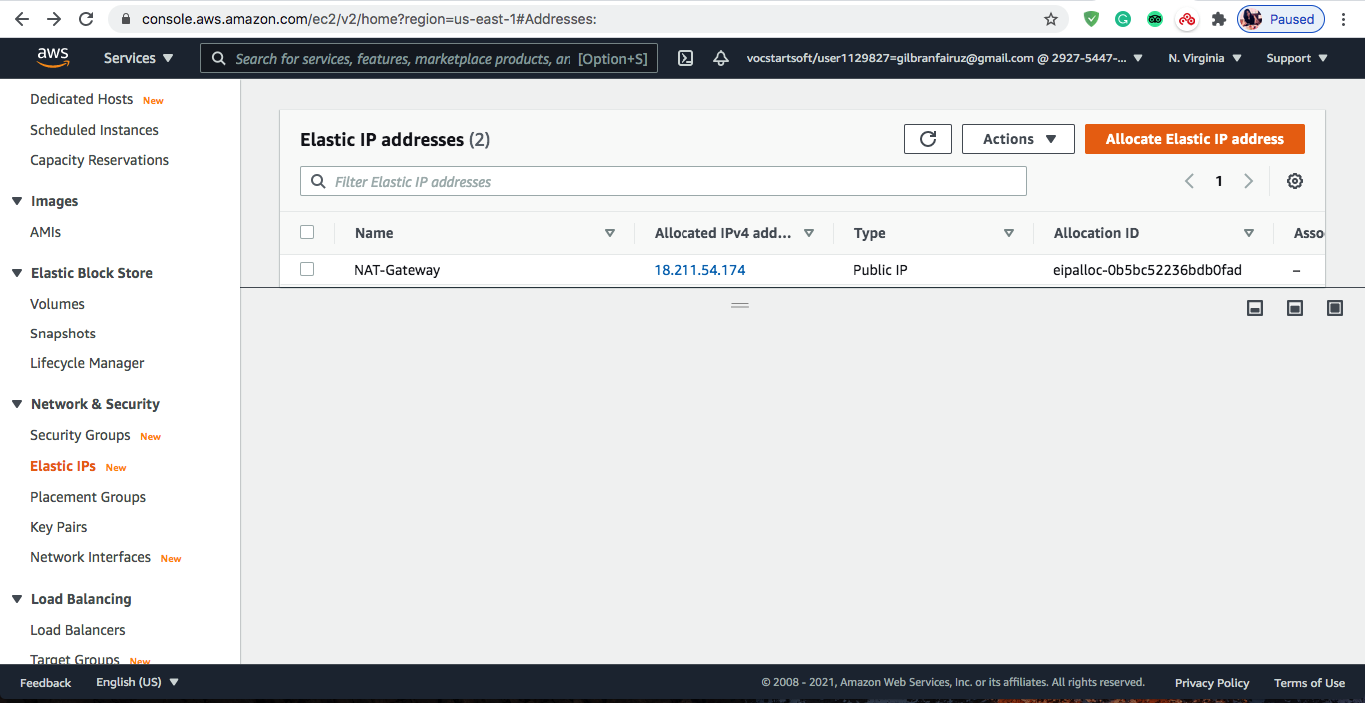 console.aws.amazon.com/ec2/v2/home?region=us-east-1#Addresses:
Paused
aws
Services
Search for services, features, marketplace products, an [Option+S]
vocstartsoft/user1129827=gilbranfairuz@gmail.com @ 2927-5447-...
N. Virginia
Support
Dedicated Hosts New
Scheduled Instances
Capacity Reservations
Images
AMIs
Elastic Block Store
Volumes
Snapshots
Lifecycle Manager
Network & Security
Security Groups New
Elastic IPs New
Placement Groups
Key Pairs
Network Interfaces New
Load Balancing
Load Balancers
Target Groups New
Elastic IP addresses (2)
Actions
Allocate Elastic IP address
Filter Elastic IP addresses
1
Name Allocated IPv4 add... Type Allocation ID Asso
NAT-Gateway 18.211.54.174 Public IP eipalloc-0b5bc52236bdb0fad –
Feedback English (US) © 2008 - 2021, Amazon Web Services, Inc. or its affiliates. All rights reserved. Privacy Policy Terms of Use